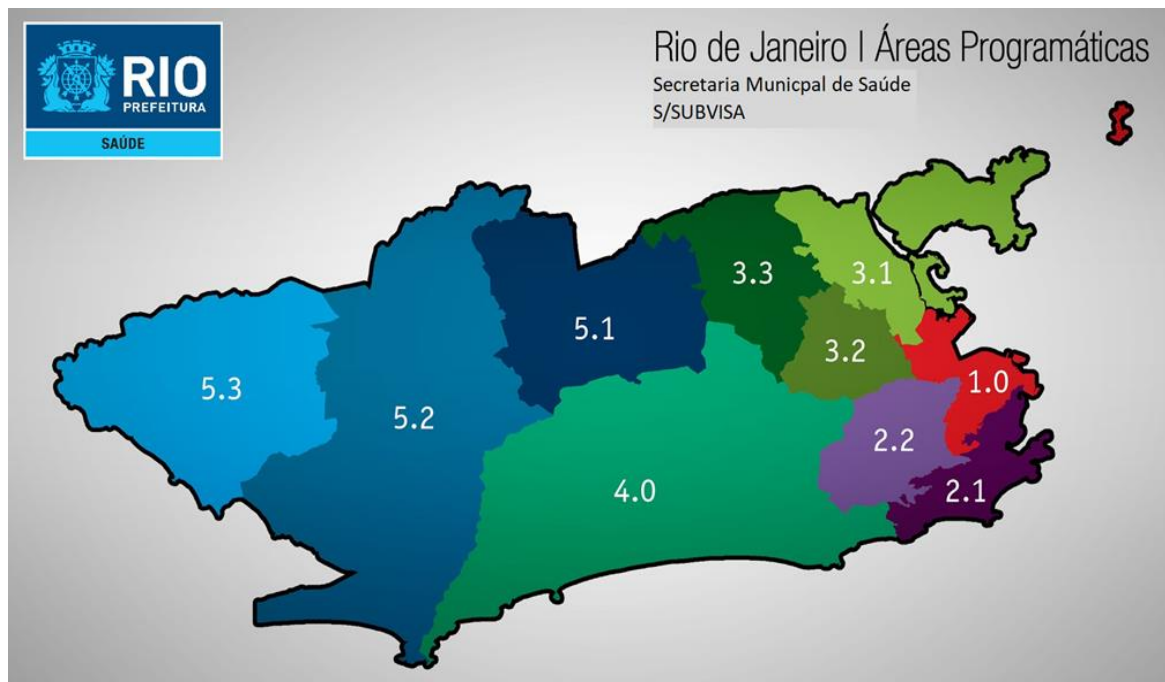 RIO
PREFEITURA
SAÚDE
Rio de Janeiro | Áreas Programáticas
Secretaria Municpal de Saúde
S/SUBVISA
3.3
3.1
5.1
3.2
1.0
5.3
5.2
2.2
4.0
2.1